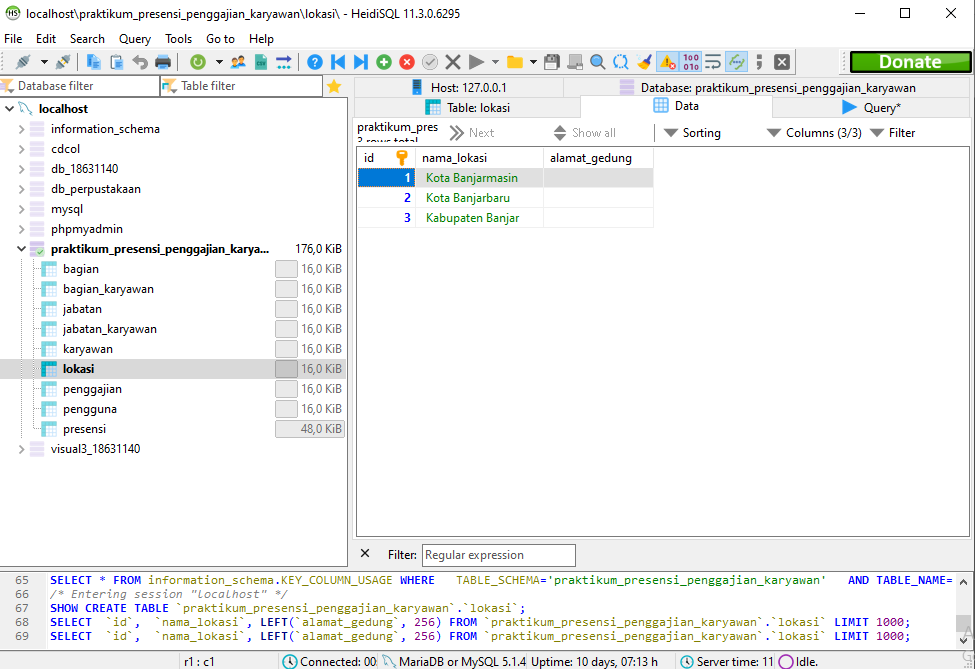 localhost\praktikum_presensi_penggajian_karyawan\lokasi\ - HeidiSQL 11.3.0.6295
File Edit Search Query Tools Go to Help
Donate
Database filter
Table filter
Host: 127.0.0.1
Database: praktikum_presensi_penggajian_karyawan
Table: lokasi
Data
Query*
praktikum_pres
3 rows total
Next
Show all
Sorting
Columns (3/3)
Filter
localhost
information_schema
cdcol
db_18631140
db_perpustakaan
mysql
phpmyadmin
praktikum_presensi_penggajian_karya... 176,0 KiB
bagian 16,0 KiB
bagian_karyawan 16,0 KiB
jabatan 16,0 KiB
jabatan_karyawan 16,0 KiB
karyawan 16,0 KiB
lokasi 16,0 KiB
penggajian 16,0 KiB
pengguna 16,0 KiB
presensi 48,0 KiB
visual3_18631140
id nama_lokasi alamat_gedung
1 Kota Banjarmasin
2 Kota Banjarbaru
3 Kabupaten Banjar
Filter: Regular expression
65 SELECT * FROM information_schema.KEY_COLUMN_USAGE WHERE TABLE_SCHEMA='praktikum_presensi_penggajian_karyawan' AND TABLE_NAME=
66 /* Entering session "localhost" */
67 SHOW CREATE TABLE `praktikum_presensi_penggajian_karyawan`.`lokasi`;
68 SELECT `id`, `nama_lokasi`, LEFT(`alamat_gedung`, 256) FROM `praktikum_presensi_penggajian_karyawan`.`lokasi` LIMIT 1000;
69 SELECT `id`, `nama_lokasi`, LEFT(`alamat_gedung`, 256) FROM `praktikum_presensi_penggajian_karyawan`.`lokasi` LIMIT 1000;
r1 : c1
Connected: 00
MariaDB or MySQL 5.1.4
Uptime: 10 days, 07:13 h
Server time: 11
Idle.